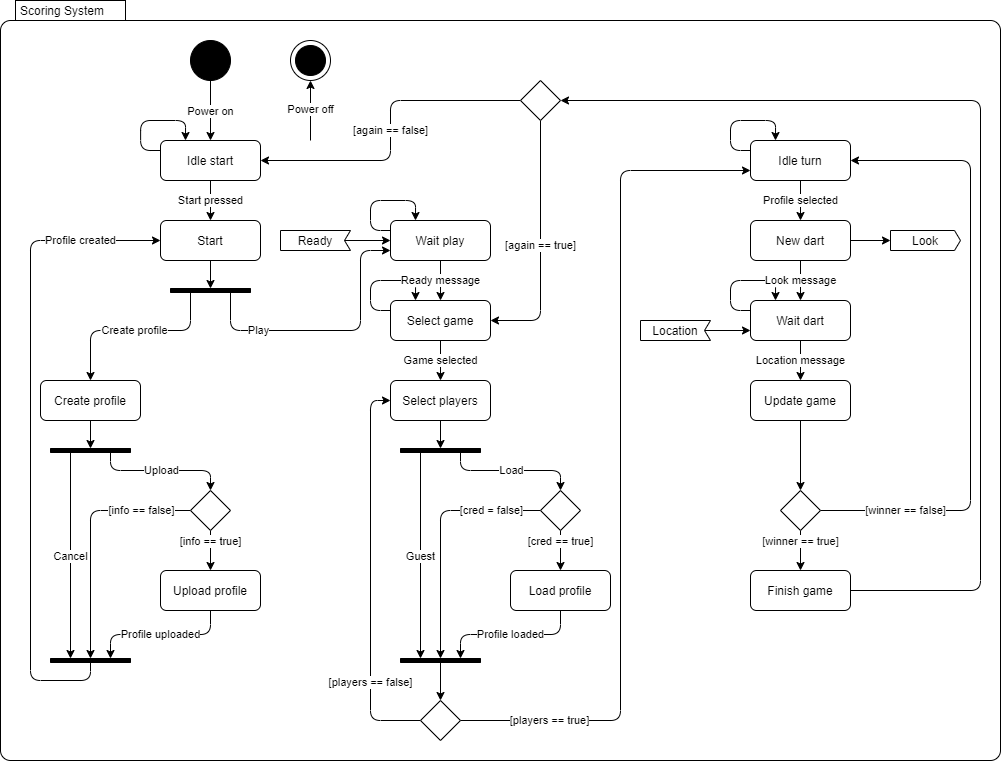 Scoring System
Power on
Power off
[again == false]
Idle start
Idle turn
Start pressed
Profile selected
Profile created
Start
Ready
Wait play
[again == true]
New dart
Look
Ready message
Look message
Create profile
Play
Select game
Location
Wait dart
Game selected
Location message
Create profile
Select players
Update game
Upload
Load
[info == false]
[cred = false]
[winner == false]
[info == true]
[cred == true]
[winner == true]
Cancel
Guest
Upload profile
Load profile
Finish game
Profile uploaded
Profile loaded
[players == false]
[players == true]